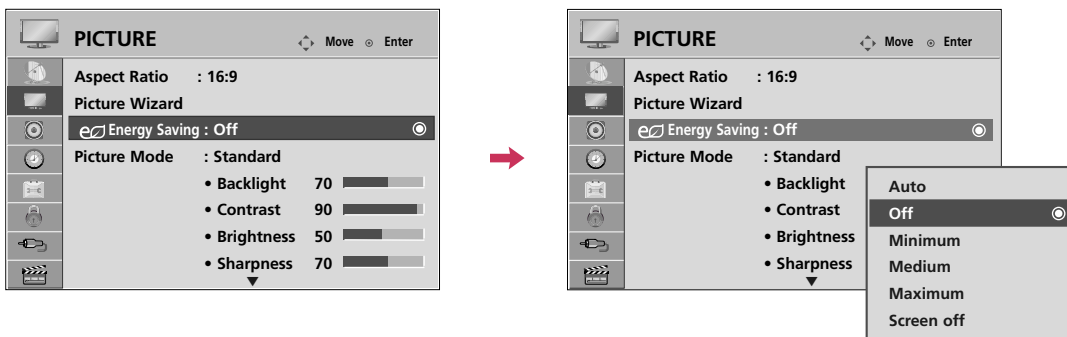 PICTURE Move Enter
Aspect Ratio : 16:9
Picture Wizard
Energy Saving : Off
Picture Mode : Standard
• Backlight 70
• Contrast 90
• Brightness 50
• Sharpness 70
PICTURE Move Enter
Aspect Ratio : 16:9
Picture Wizard
Energy Saving : Off
Picture Mode : Standard
• Backlight
• Contrast
• Brightness
• Sharpness
Auto
Off
Minimum
Medium
Maximum
Screen off